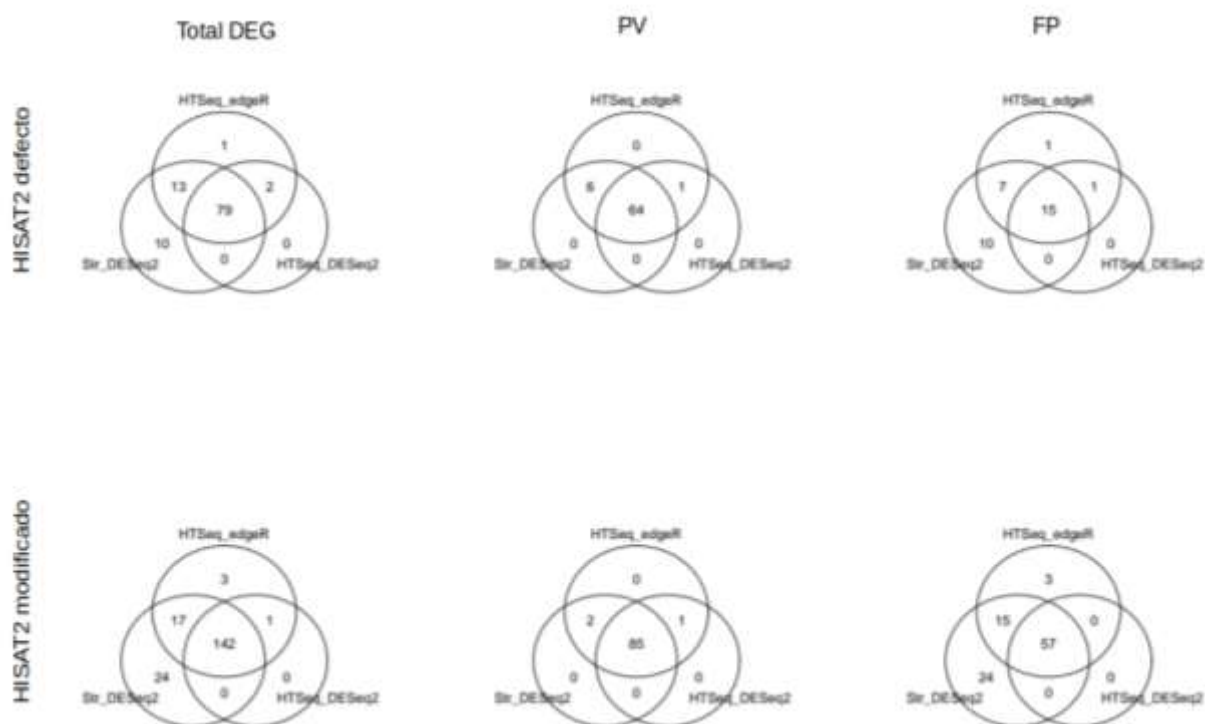 Total DEG
PV
FP
HISAT2 defecto
HTSeq_edgeR
1
13
2
79
10
0
0
Str_DESeq2
HTSeq_DESeq2
HTSeq_edgeR
0
6
1
64
0
0
0
Str_DESeq2
HTSeq_DESeq2
HTSeq_edgeR
1
7
1
15
10
0
0
Str_DESeq2
HTSeq_DESeq2
HISAT2 modificado
HTSeq_edgeR
3
17
1
142
24
0
0
Str_DESeq2
HTSeq_DESeq2
HTSeq_edgeR
0
2
1
85
0
0
0
Str_DESeq2
HTSeq_DESeq2
HTSeq_edgeR
3
15
0
57
24
0
0
Str_DESeq2
HTSeq_DESeq2